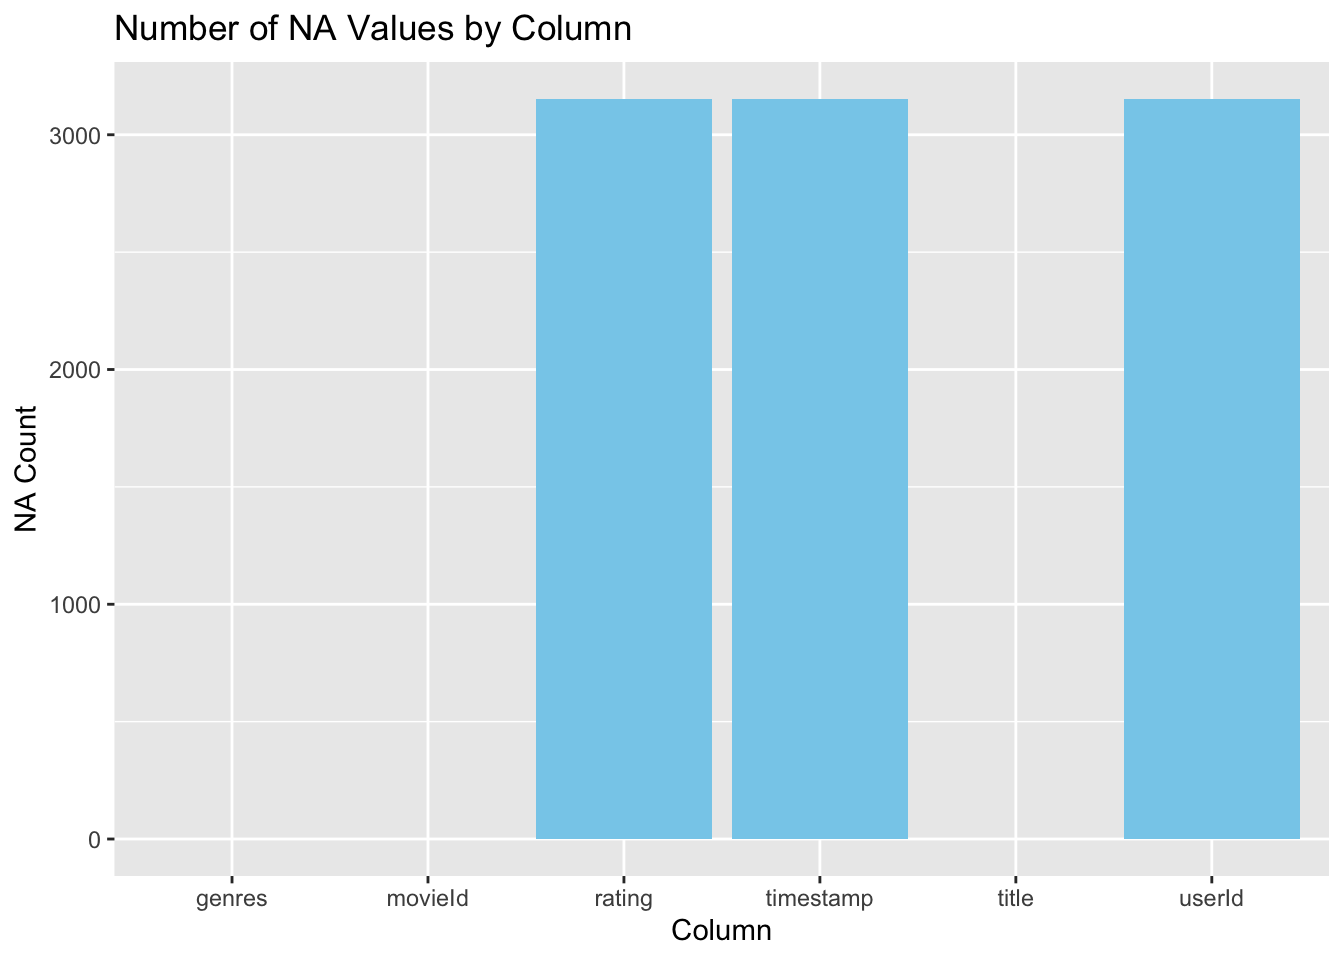 Number of NA Values by Column
NA Count
3000
2000
1000
0
genres movieId rating timestamp title userId
Column